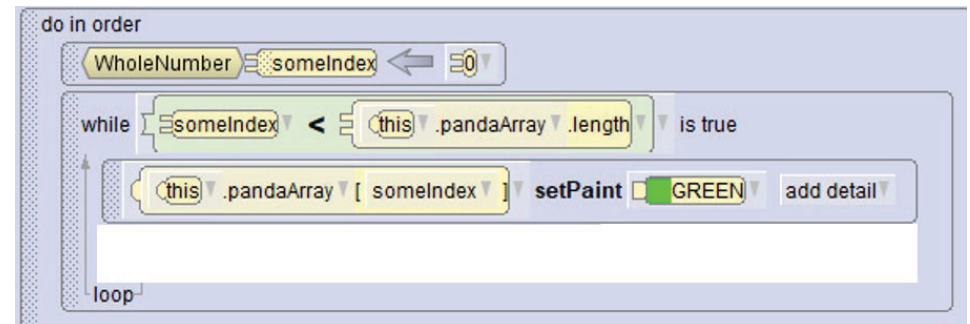 do in order
WholeNumber someIndex 0
while someIndex < this .pandaArray .length is true
this .pandaArray [ someIndex ] setPaint GREEN add detail
loop